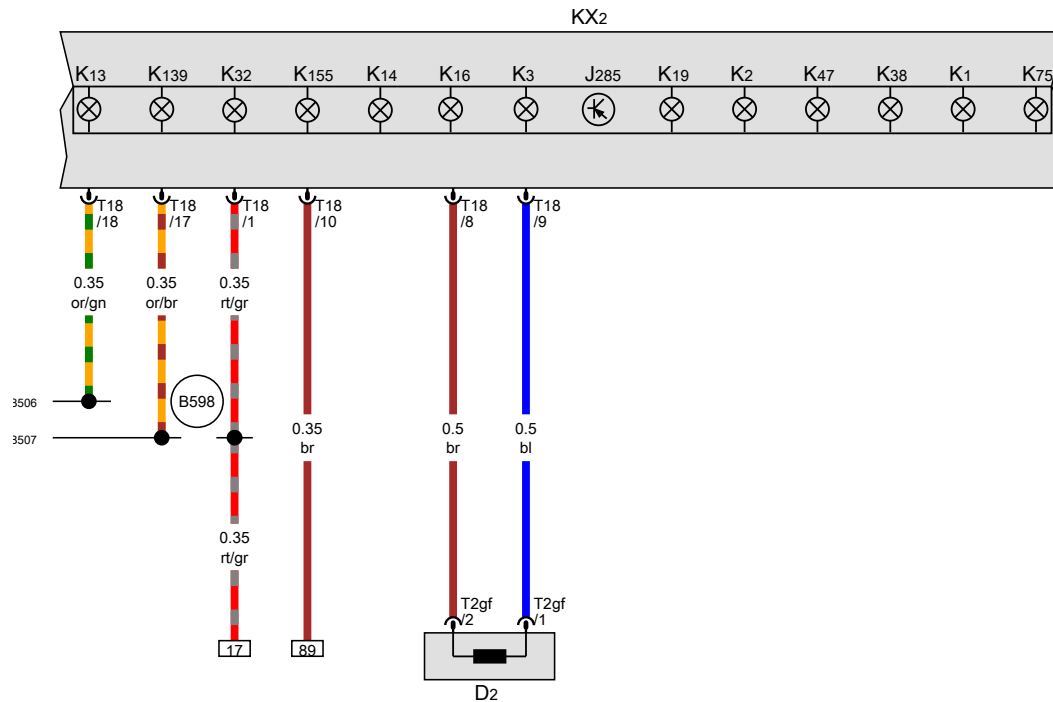 KX2
K13 K139 K32 K155 K14 K16 K3 J285 K19 K2 K47 K38 K1 K75
T18 T18 T18 T18 T18 T18
/18 /17 /1 /10 /8 /9
0.35 0.35 0.35
or/gn or/br rt/gr
B598
3506
0.35 0.5 0.5
br br bl
3507
0.35
rt/gr
T2gf T2gf
/2 /1
17 89
D2